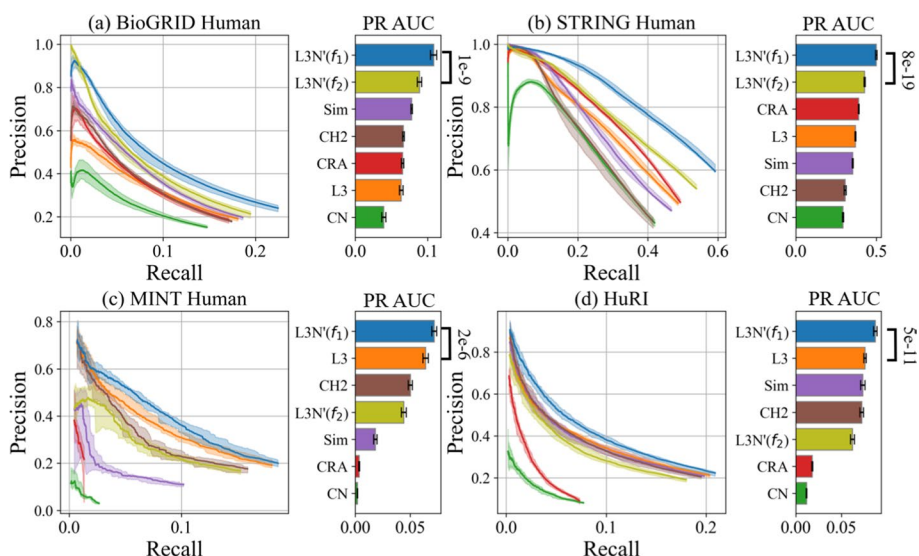 (a) BioGRID Human
PR AUC
1.0
0.8
0.6
0.4
0.2
Precision
0.0
0.1
0.2
Recall
L3N'(f1)
L3N'(f2)
Sim
CH2
CRA
L3
CN
0.0
0.1
1e-9
(b) STRING Human
PR AUC
1.0
0.8
0.6
0.4
Precision
0.0
0.2
0.4
0.6
Recall
L3N'(f1)
L3N'(f2)
CRA
L3
Sim
CH2
CN
0.0
0.5
8e-19
(c) MINT Human
PR AUC
0.8
0.6
0.4
0.2
0.0
Precision
0.0
0.1
Recall
L3N'(f1)
L3
CH2
L3N'(f2)
Sim
CRA
CN
0.00
0.05
2e-6
(d) HuRI
PR AUC
0.8
0.6
0.4
0.2
Precision
0.0
0.1
0.2
Recall
L3N'(f1)
L3
Sim
CH2
L3N'(f2)
CRA
CN
0.00
0.05
5e-11